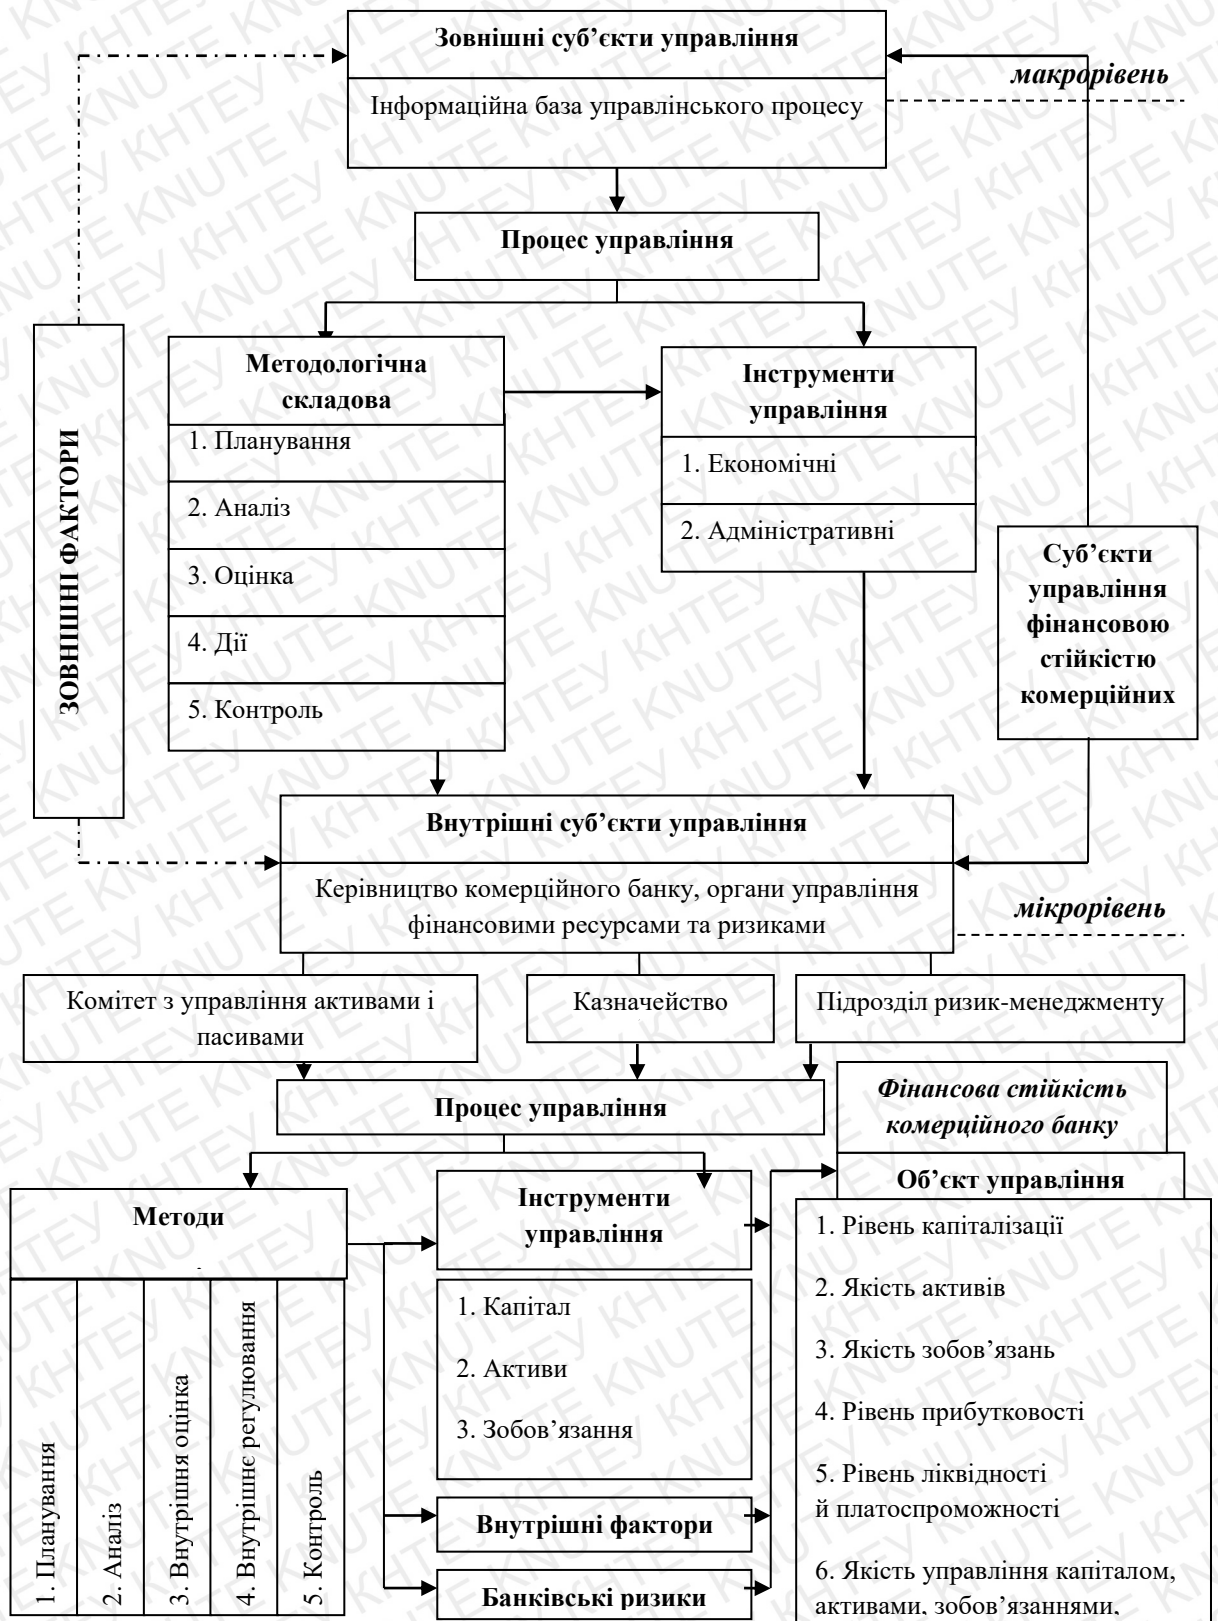 Зовнішні суб’єкти управління
макрорівень
Інформаційна база управлінського процесу
Процес управління
Методологічна
складова
1. Планування
2. Аналіз
3. Оцінка
4. Дії
5. Контроль
Інструменти
управління
1. Економічні
2. Адміністративні
ЗОВНІШНІ ФАКТОРИ
Суб’єкти
управління
фінансовою
стійкістю
комерційних
Внутрішні суб’єкти управління
Керівництво комерційного банку, органи управління
фінансовими ресурсами та ризиками
мікрорівень
Комітет з управління активами і
пасивами
Казначейство
Підрозділ ризик-менеджменту
Процес управління
Фінансова стійкість
комерційного банку
Об’єкт управління
Методи
.
1. Планування
2. Аналіз
3. Внутрішня оцінка
4. Внутрішнє регулювання
5. Контроль
Інструменти
управління
1. Капітал
2. Активи
3. Зобов’язання
Внутрішні фактори
Банківські ризики
1. Рівень капіталізації
2. Якість активів
3. Якість зобов’язань
4. Рівень прибутковості
5. Рівень ліквідності
й платоспроможності
6. Якість управління капіталом,
активами, зобов’язаннями,